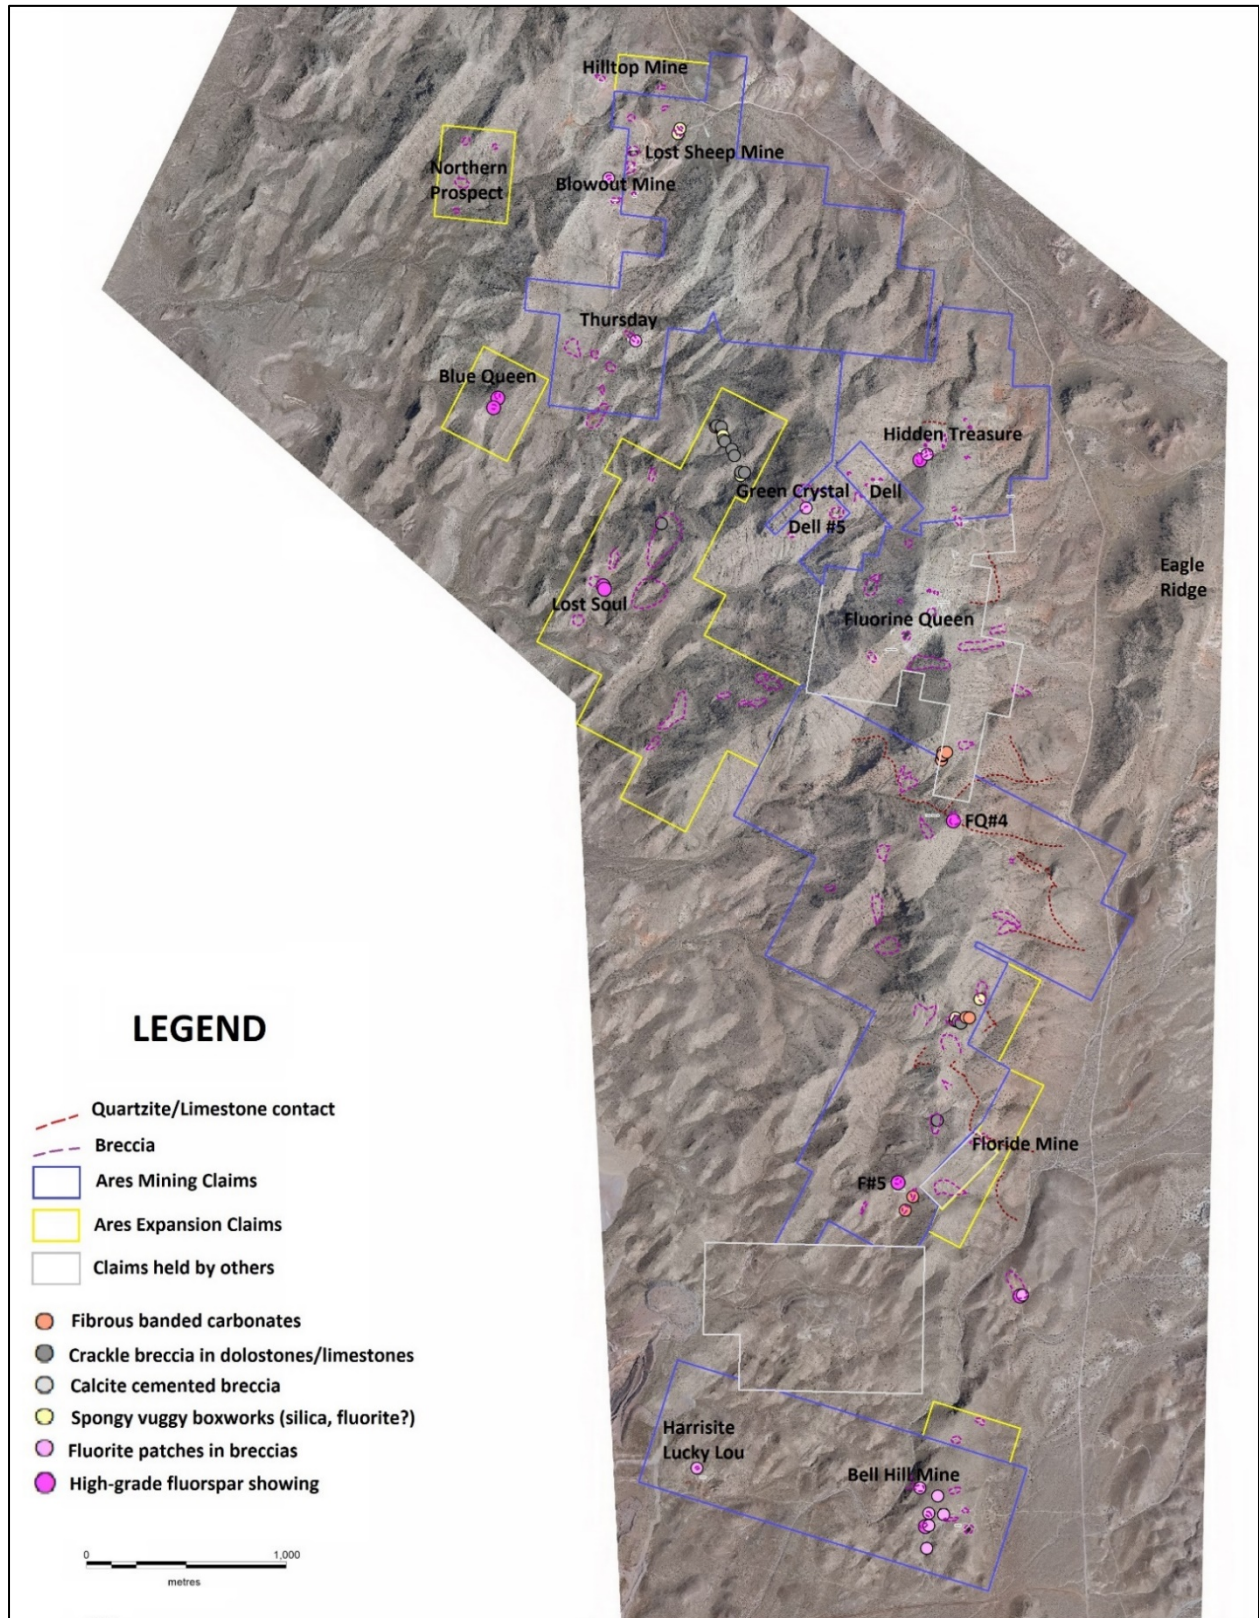 Hilltop Mine
Lost Sheep Mine
Northern
Prospect
Blowout Mine
Thursday
Blue Queen
Hidden Treasure
Green Crystal
Dell
Dell #5
Eagle
Ridge
Lost Soul
Fluorine Queen
FQ#4
LEGEND
Quartzite/Limestone contact
Breccia
Ares Mining Claims
Ares Expansion Claims
Claims held by others
Fibrous banded carbonates
Crackle breccia in dolostones/limestones
Calcite cemented breccia
Spongy vuggy boxworks (silica, fluorite?)
Fluorite patches in breccias
High-grade fluorspar showing
0 1,000
metres
Floride Mine
F#5
Harrisite
Lucky Lou
Bell Hill Mine